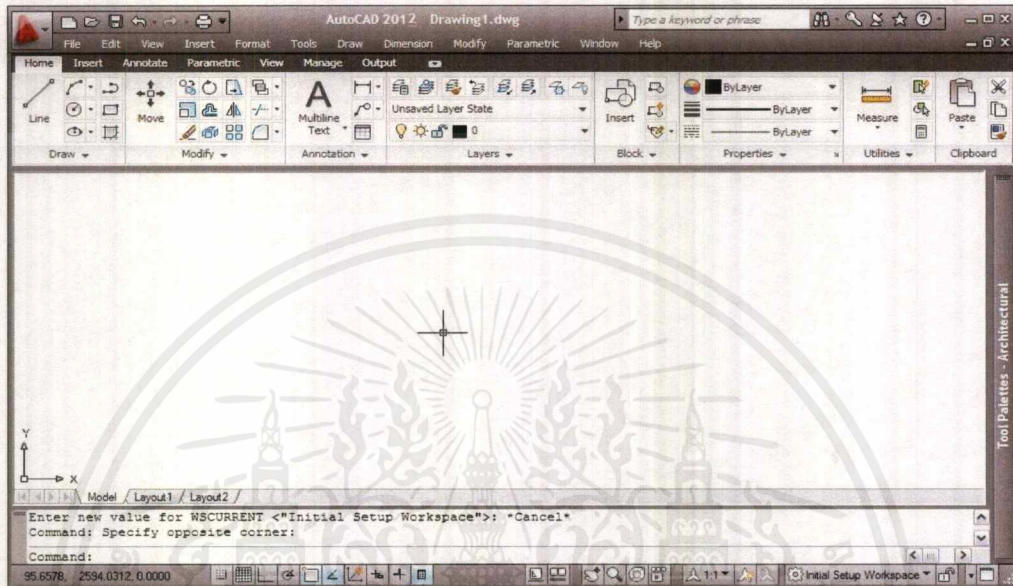 AutoCAD 2012 Drawing1.dwg Type a keyword or phrase
File Edit View Insert Format Tools Draw Dimension Modify Parametric Window Help
Home Insert Annotate Parametric View Manage Output
ByLayer
Unsaved Layer State
Line Move Multiline Text Insert ByLayer Measure Paste
0 ByLayer
Draw Modify Annotation Layers Block Properties Utilities Clipboard
Tool Palettes - Architectural
Y
X
Model / Layout1 / Layout2 /
Enter new value for WSCURRENT <"Initial Setup Workspace">: *Cancel*
Command: Specify opposite corner:
Command:
95.6578, 2594.0312, 0.0000 1:1 Initial Setup Workspace